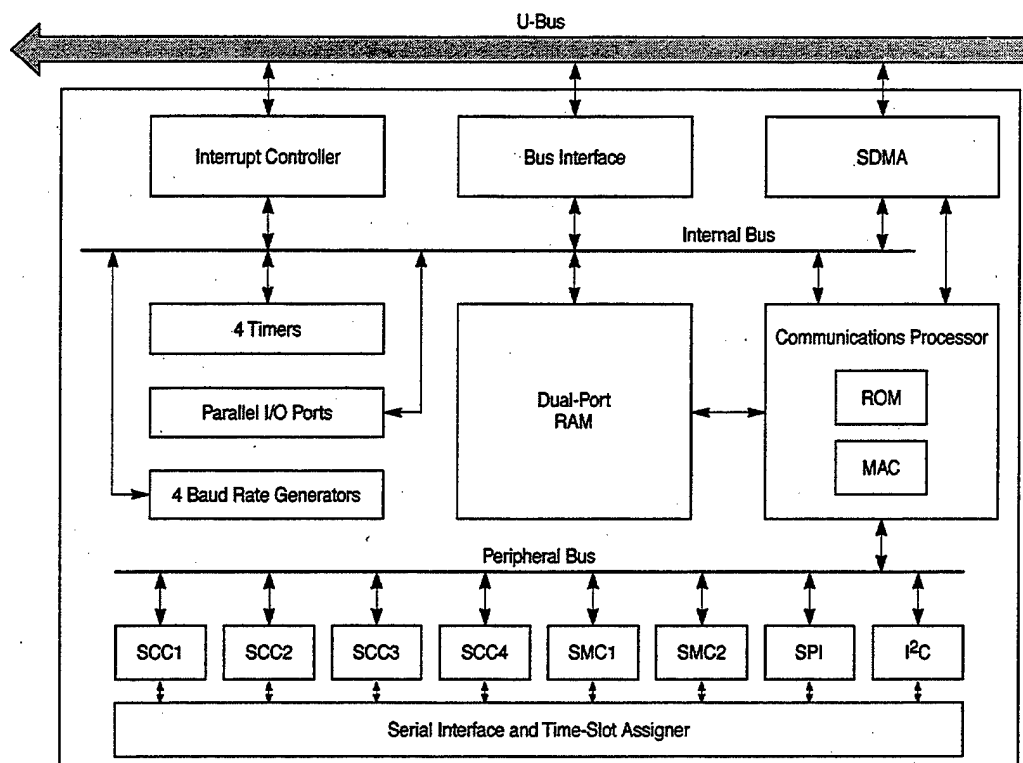 U-Bus
Interrupt Controller
Bus Interface
SDMA
Internal Bus
4 Timers
Parallel I/O Ports
4 Baud Rate Generators
Dual-Port
RAM
Communications Processor
ROM
MAC
Peripheral Bus
SCC1
SCC2
SCC3
SCC4
SMC1
SMC2
SPI
I²C
Serial Interface and Time-Slot Assigner